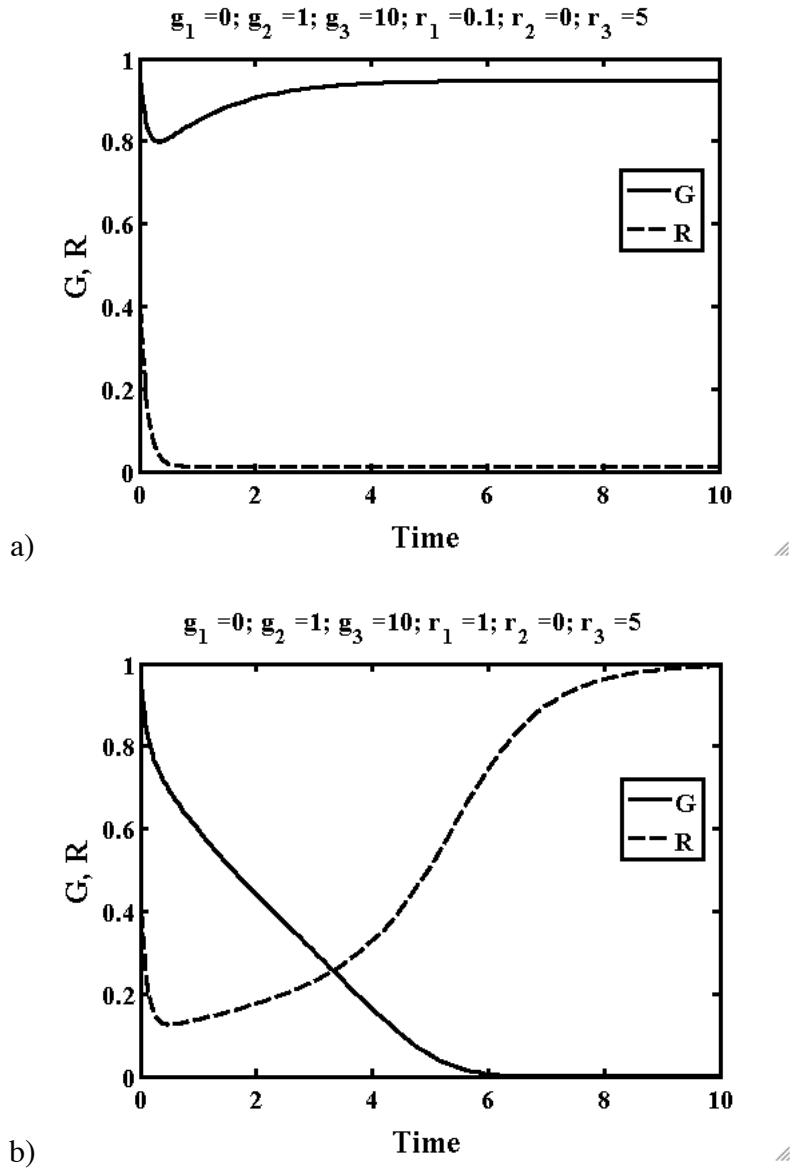 g₁ =0; g₂ =1; g₃ =10; r₁ =0.1; r₂ =0; r₃ =5
1
0.8
0.6
0.4
0.2
0
G, R
G
R
0 2 4 6 8 10
Time
a)
g₁ =0; g₂ =1; g₃ =10; r₁ =1; r₂ =0; r₃ =5
1
0.8
0.6
0.4
0.2
0
G, R
G
R
0 2 4 6 8 10
Time
b)